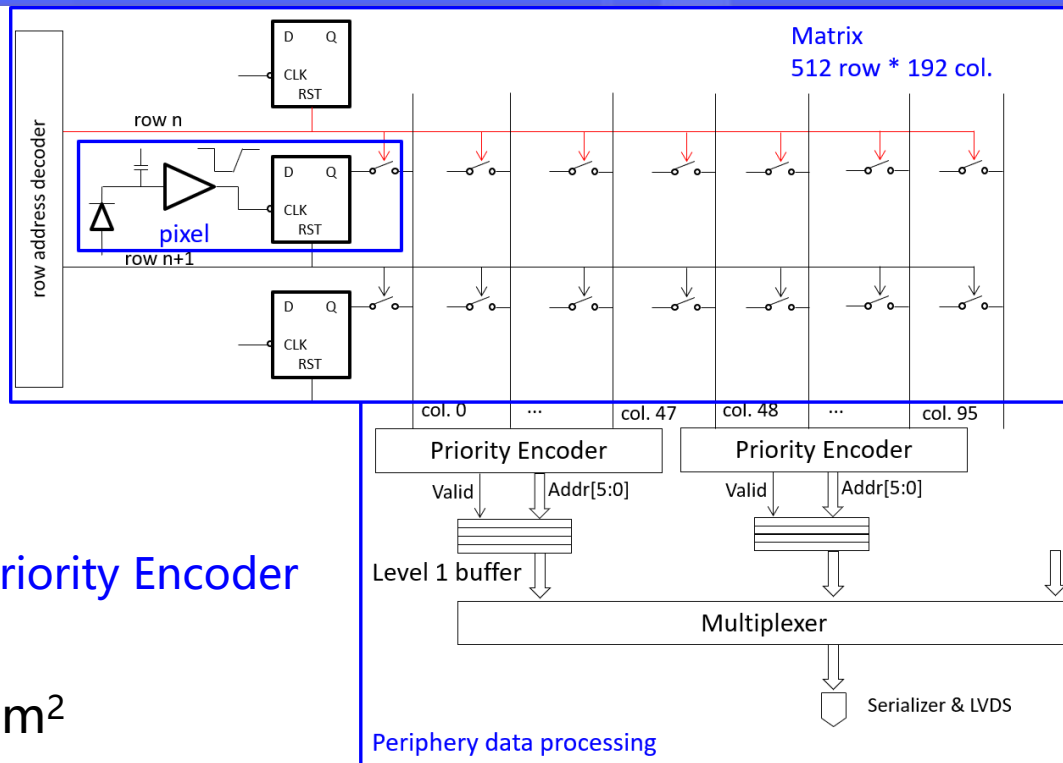 Matrix
512 row * 192 col.
row address decoder
D Q
CLK
RST
row n
D Q
CLK
RST
pixel
row n+1
D Q
CLK
RST
col. 0 ... col. 47 col. 48 ... col. 95
Priority Encoder Priority Encoder
Valid Addr[5:0] Valid Addr[5:0]
riority Encoder
Level 1 buffer
Multiplexer
m²
Serializer & LVDS
Periphery data processing